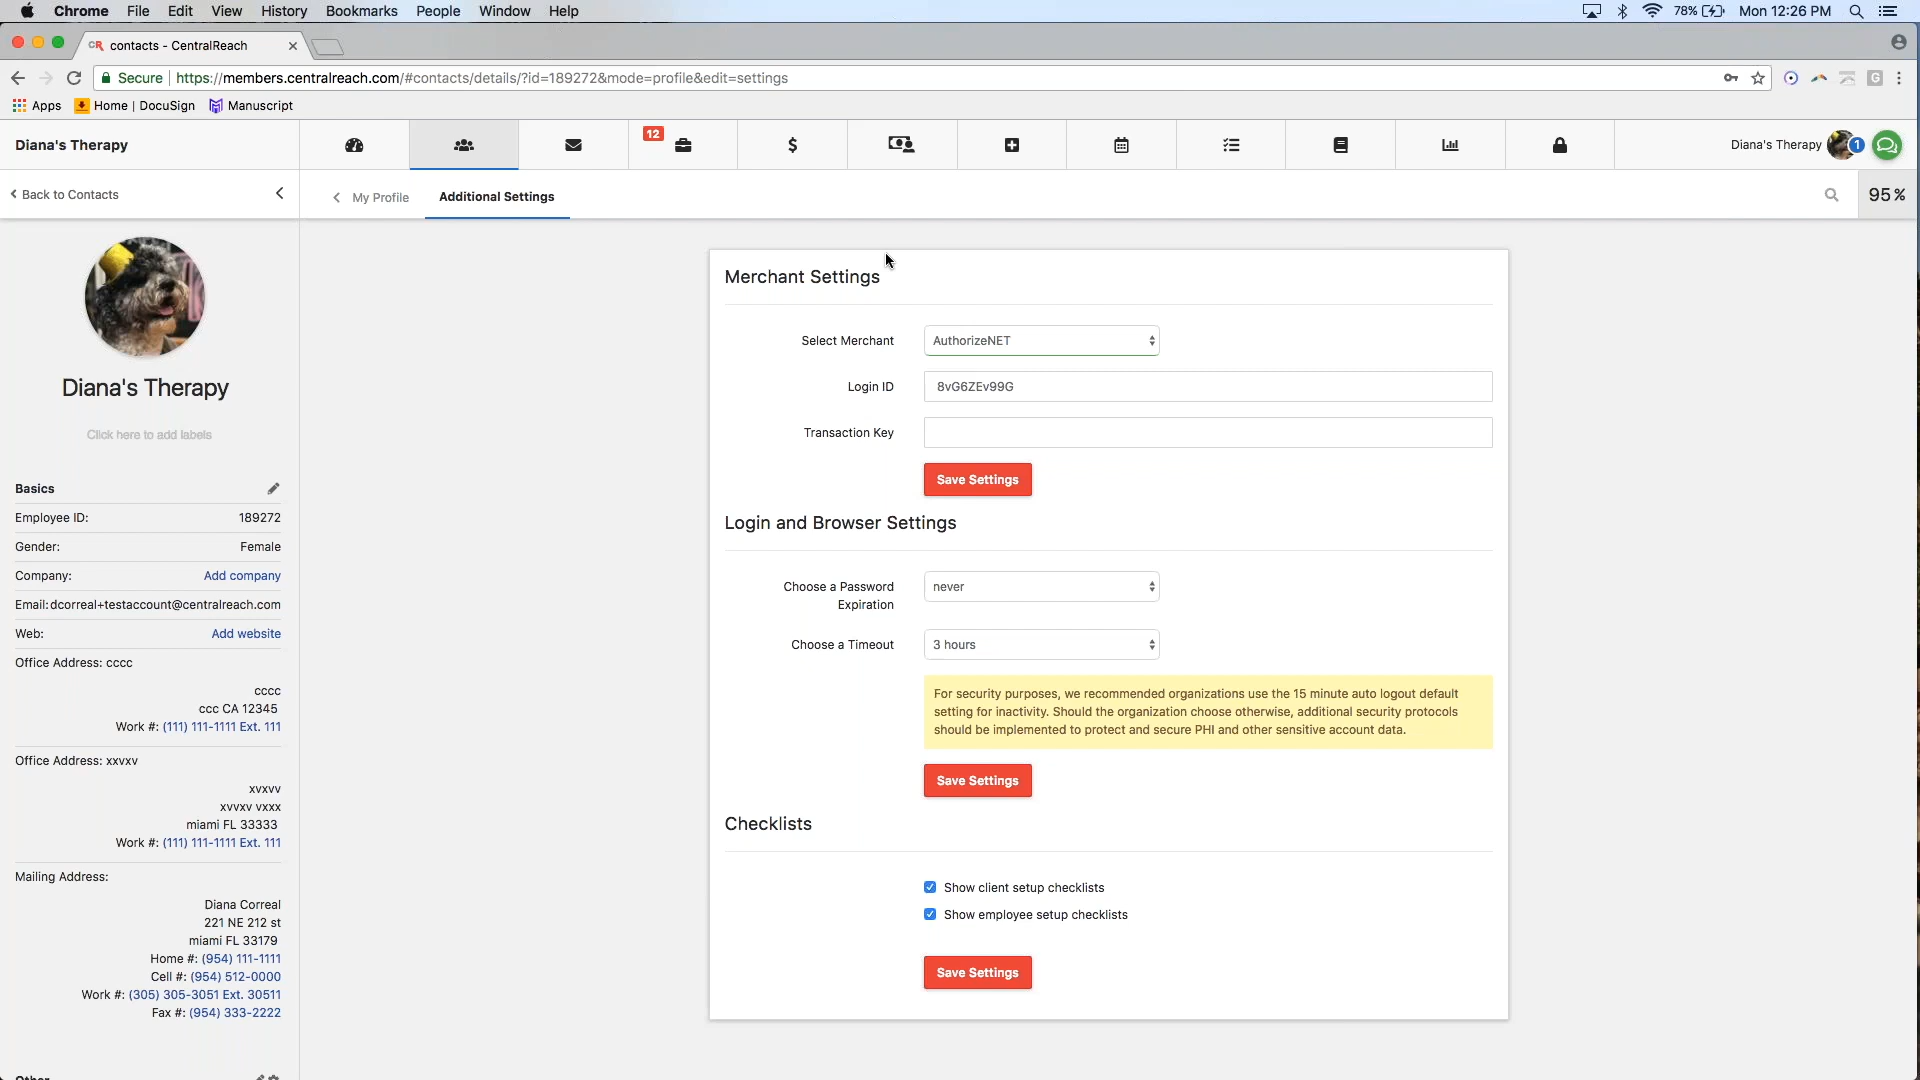 Chrome File Edit View History Bookmarks People Window Help 78% Mon 12:26 PM
contacts - CentralReach
Secure https://members.centralreach.com/#contacts/details/?id=189272&mode=profile&edit=settings
Apps Home | DocuSign Manuscript
Diana's Therapy 12 $ Diana's Therapy 1
Back to Contacts My Profile Additional Settings 95%
Diana's Therapy
Click here to add labels
Basics
Employee ID: 189272
Gender: Female
Company: Add company
Email: dcorreal+testaccount@centralreach.com
Web: Add website
Office Address: cccc
cccc
ccc CA 12345
Work #: (111) 111-1111 Ext. 111
Office Address: xxvxv
xvxvv
xvvxv vxxx
miami FL 33333
Work #: (111) 111-1111 Ext. 111
Mailing Address:
Diana Correal
221 NE 212 st
miami FL 33179
Home #: (954) 111-1111
Cell #: (954) 512-0000
Work #: (305) 305-3051 Ext. 30511
Fax #: (954) 333-2222
Other
Merchant Settings
Select Merchant AuthorizeNET
Login ID 8vG6ZEv99G
Transaction Key
Save Settings
Login and Browser Settings
Choose a Password
Expiration
never
Choose a Timeout 3 hours
For security purposes, we recommended organizations use the 15 minute auto logout default
setting for inactivity. Should the organization choose otherwise, additional security protocols
should be implemented to protect and secure PHI and other sensitive account data.
Save Settings
Checklists
Show client setup checklists
Show employee setup checklists
Save Settings